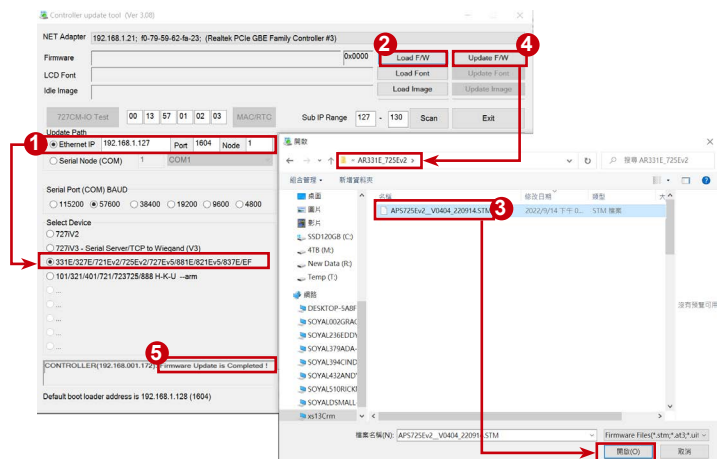 Controller update tool (Ver 3.08)
NET Adapter 192.168.1.21; f0-79-59-62-fa-23; (Realtek PCIe GBE Family Controller #3)
2
4
Firmware 0x0000 Load F/W Update F/W
LCD Font Load Font Update Font
Idle Image Load Image Update Image
727CM-IO Test 00 13 57 01 02 03 MAC/RTC Sub IP Range 127 - 130 Scan Exit
Update Path
1
Ethernet IP 192.168.1.127 Port 1604 Node 1
Serial Node (COM) 1 COM1
Serial Port (COM) BAUD
115200 57600 38400 19200 9600 4800
Select Device
727iV2
727iV3 - Serial Server/TCP to Wiegand (V3)
331E/327E/721Ev2/725Ev2/727Ev5/881E/821Ev5/837E/EF
101/321/401/721/723725/888 H-K-U --arm
...
...
...
...
5
CONTROLLER(192.168.001.172) Firmware Update is Completed !
Default boot loader address is 192.168.1.128 (1604)
開啟
AR331E_725Ev2
搜尋 AR331E_725Ev2
組合管理 新增資料夾
名稱 修改日期 類型 大
3
APS725Ev2__V0404_220914.STM 2022/9/14 下午 0... STM 檔案
桌面
圖片
影片
SSD120GB (C:)
4TB (M:)
New Data (R:)
Temp (T:)
網路
DESKTOP-5ABF
SOYAL002GRAC
SOYAL236EDDY
SOYAL379ADA-
SOYAL394CIND
SOYAL432AND
SOYAL510RICKI
SOYALDSMALL
xs13Crm
沒有預覽可用
檔案名稱(N): APS725Ev2__V0404_220914.STM Firmware Files(*.stm;*.at3;*.uil
開啟(O) 取消